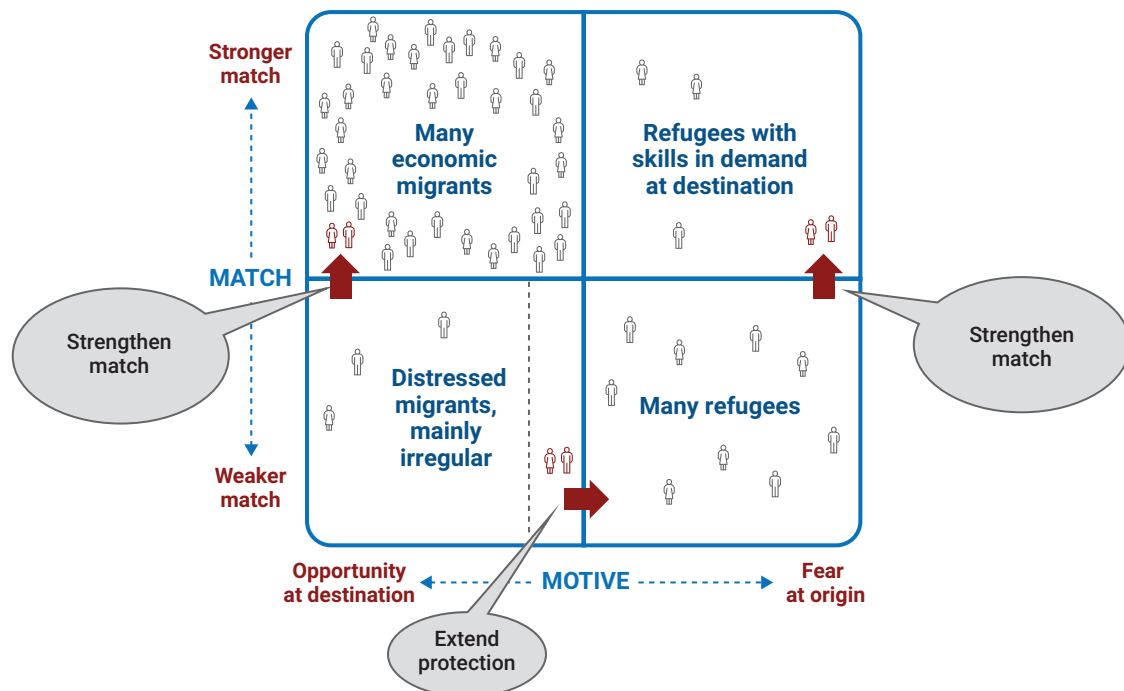 Stronger
match
Many
economic
migrants
Refugees with
skills in demand
at destination
MATCH
Strengthen
match
Strengthen
match
Distressed
migrants,
mainly
irregular
Many refugees
Weaker
match
Opportunity
at destination
MOTIVE
Fear
at origin
Extend
protection